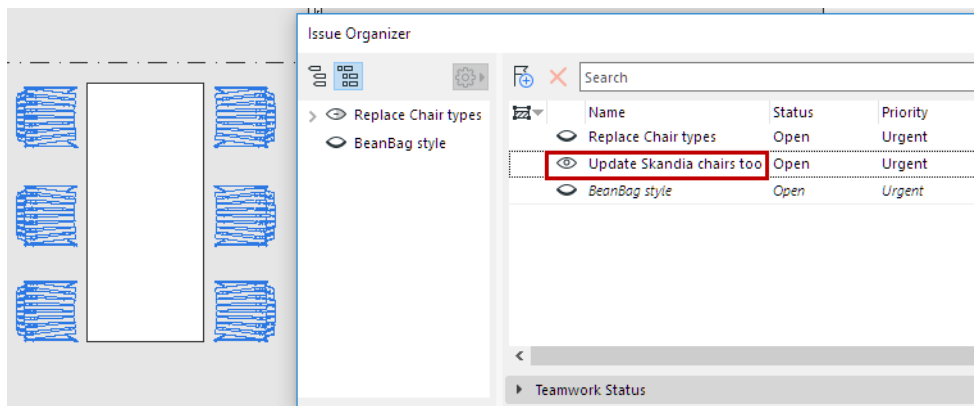 Issue Organizer
Search
Replace Chair types
BeanBag style
Name Status Priority
Replace Chair types Open Urgent
Update Skandia chairs too Open Urgent
BeanBag style Open Urgent
Teamwork Status